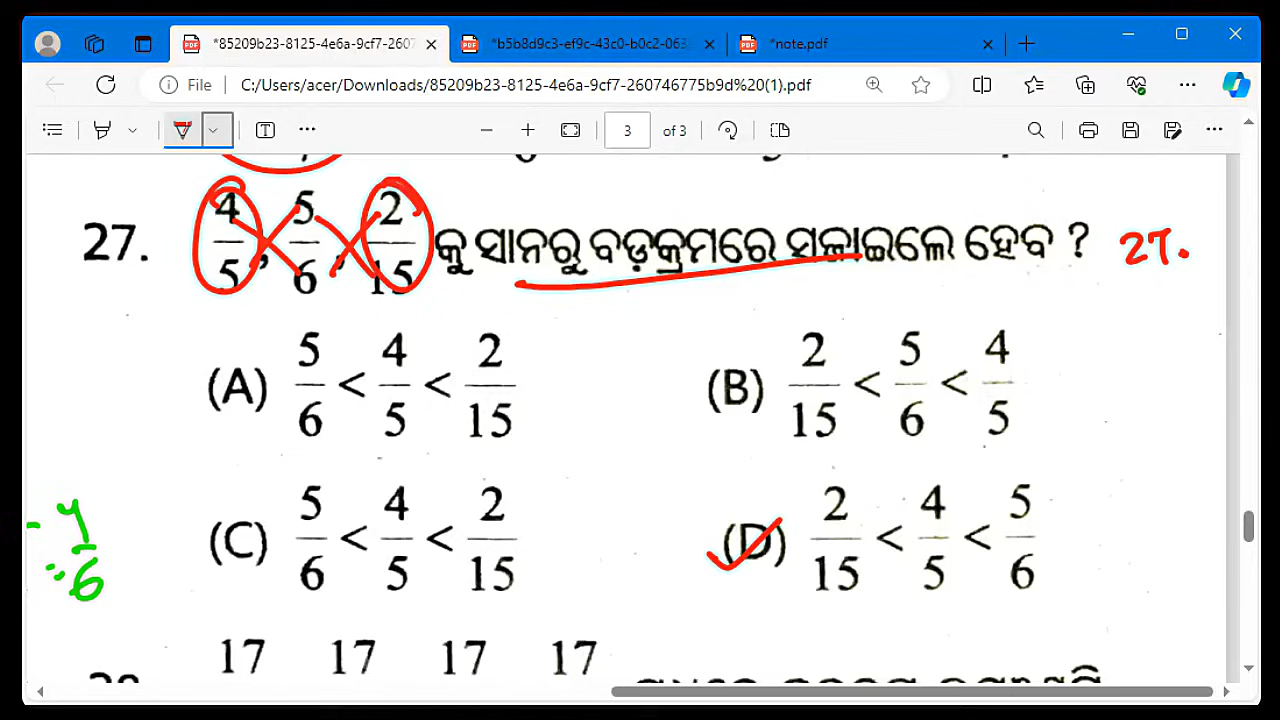 *85209b23-8125-4e6a-9cf7-2607
*b5b8d9c3-ef9c-43c0-b0c2-063
*note.pdf
File C:/Users/acer/Downloads/85209b23-8125-4e6a-9cf7-260746775b9d%20(1).pdf
3 of 3
27. 4/5, 5/6, 2/15 କୁ ସାନରୁ ବଡ଼କ୍ରମରେ ସଜାଇଲେ ହେବ ? 27.
(A) 5/6 < 4/5 < 2/15 (B) 2/15 < 5/6 < 4/5
(C) 5/6 < 4/5 < 2/15 (D) 2/15 < 4/5 < 5/6
17 17 17 17